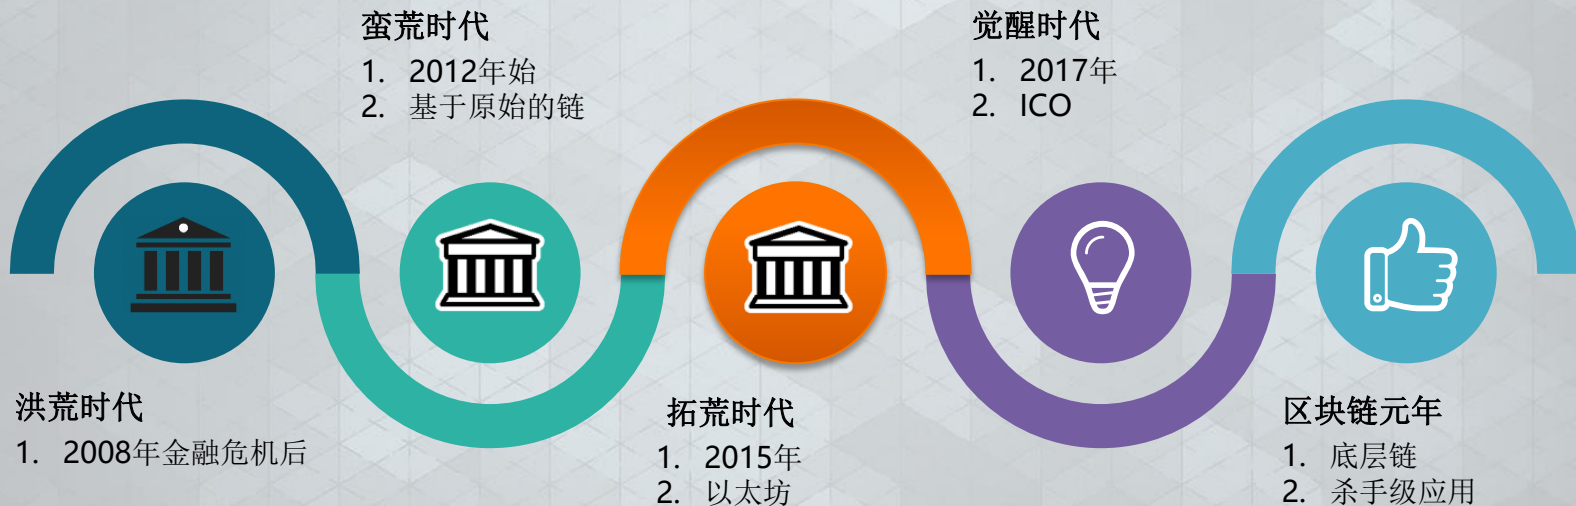 洪荒时代
1. 2008年金融危机后
蛮荒时代
1. 2012年始
2. 基于原始的链
拓荒时代
1. 2015年
2. 以太坊
觉醒时代
1. 2017年
2. ICO
区块链元年
1. 底层链
2. 杀手级应用